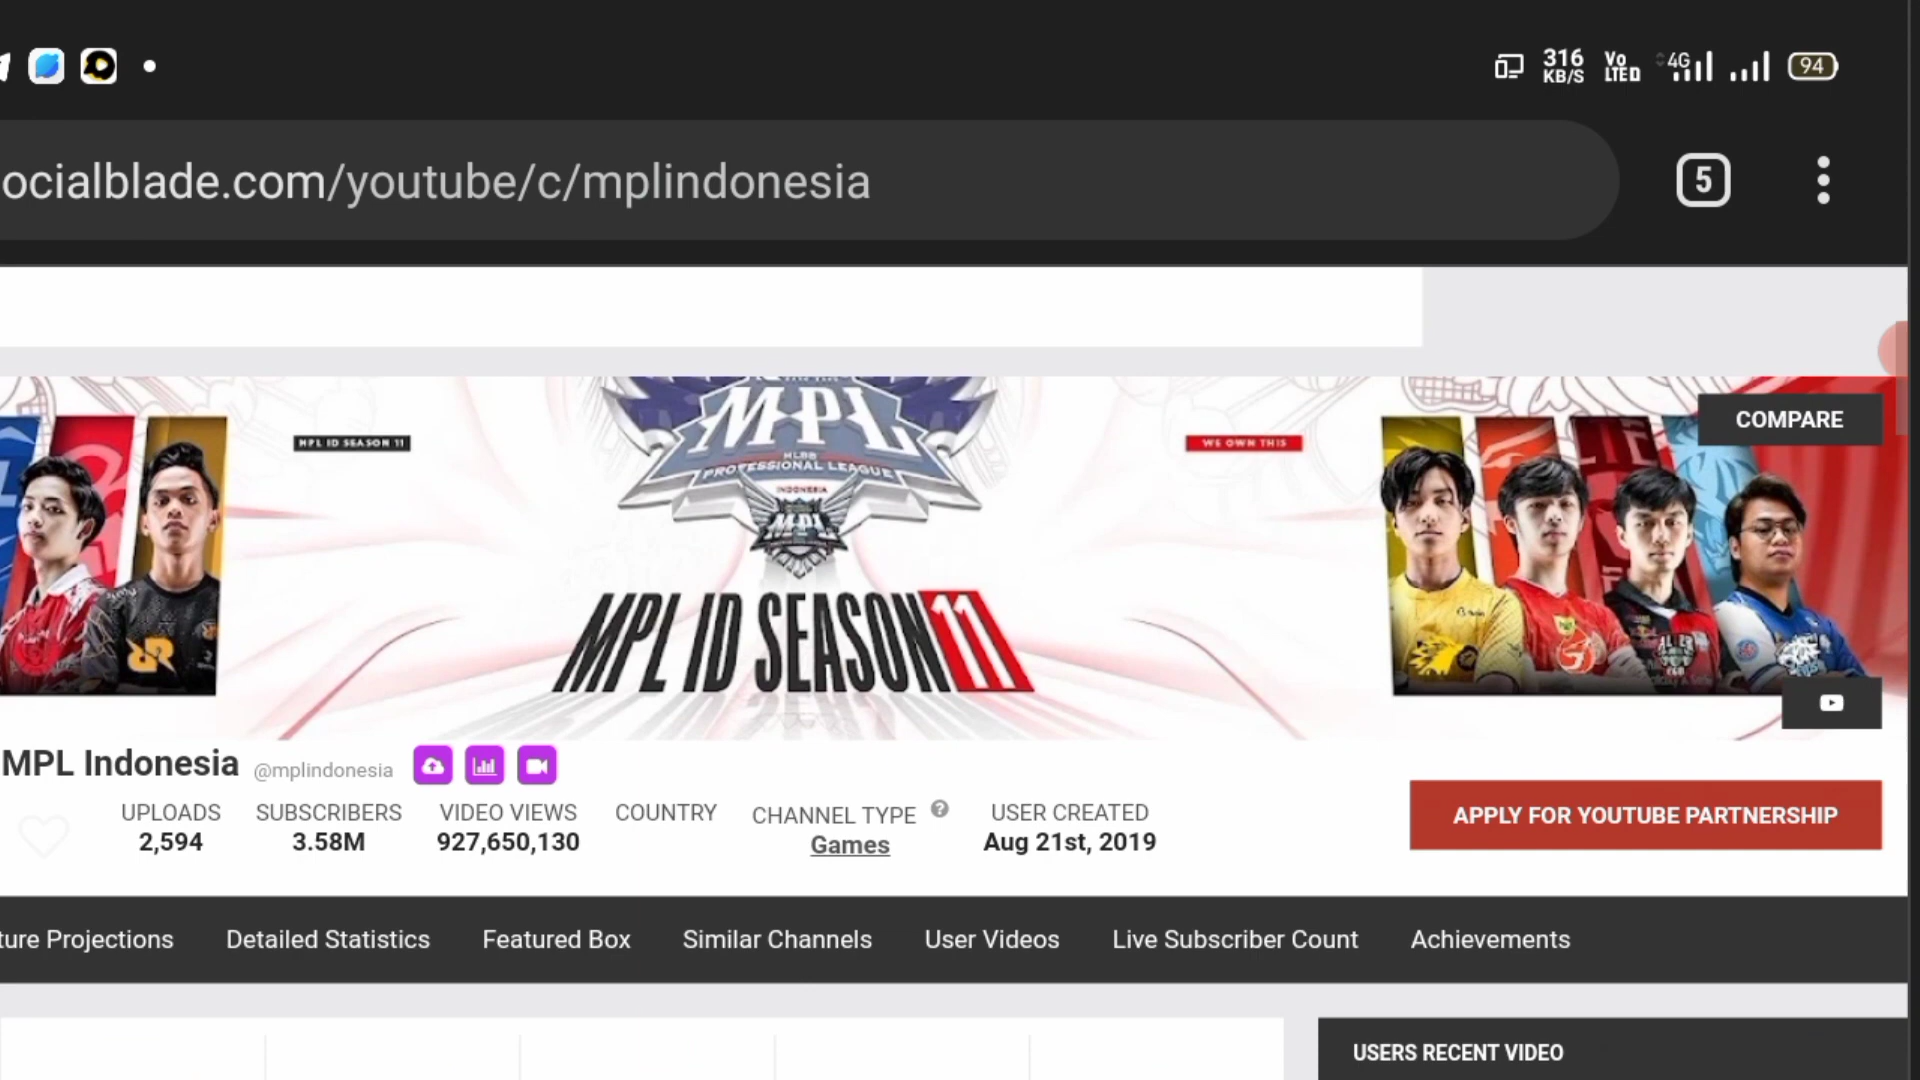 316
KB/S
Vo
LTE D
4G
94
ocialblade.com/youtube/c/mplindonesia
5
MPL ID SEASON 11
MPL
MLBB
PROFESSIONAL LEAGUE
INDONESIA
MPL
WE OWN THIS
COMPARE
MPL ID SEASON 11
MPL Indonesia @mplindonesia
UPLOADS SUBSCRIBERS VIDEO VIEWS COUNTRY CHANNEL TYPE ? USER CREATED
2,594 3.58M 927,650,130 Games Aug 21st, 2019
APPLY FOR YOUTUBE PARTNERSHIP
ture Projections Detailed Statistics Featured Box Similar Channels User Videos Live Subscriber Count Achievements
USERS RECENT VIDEO